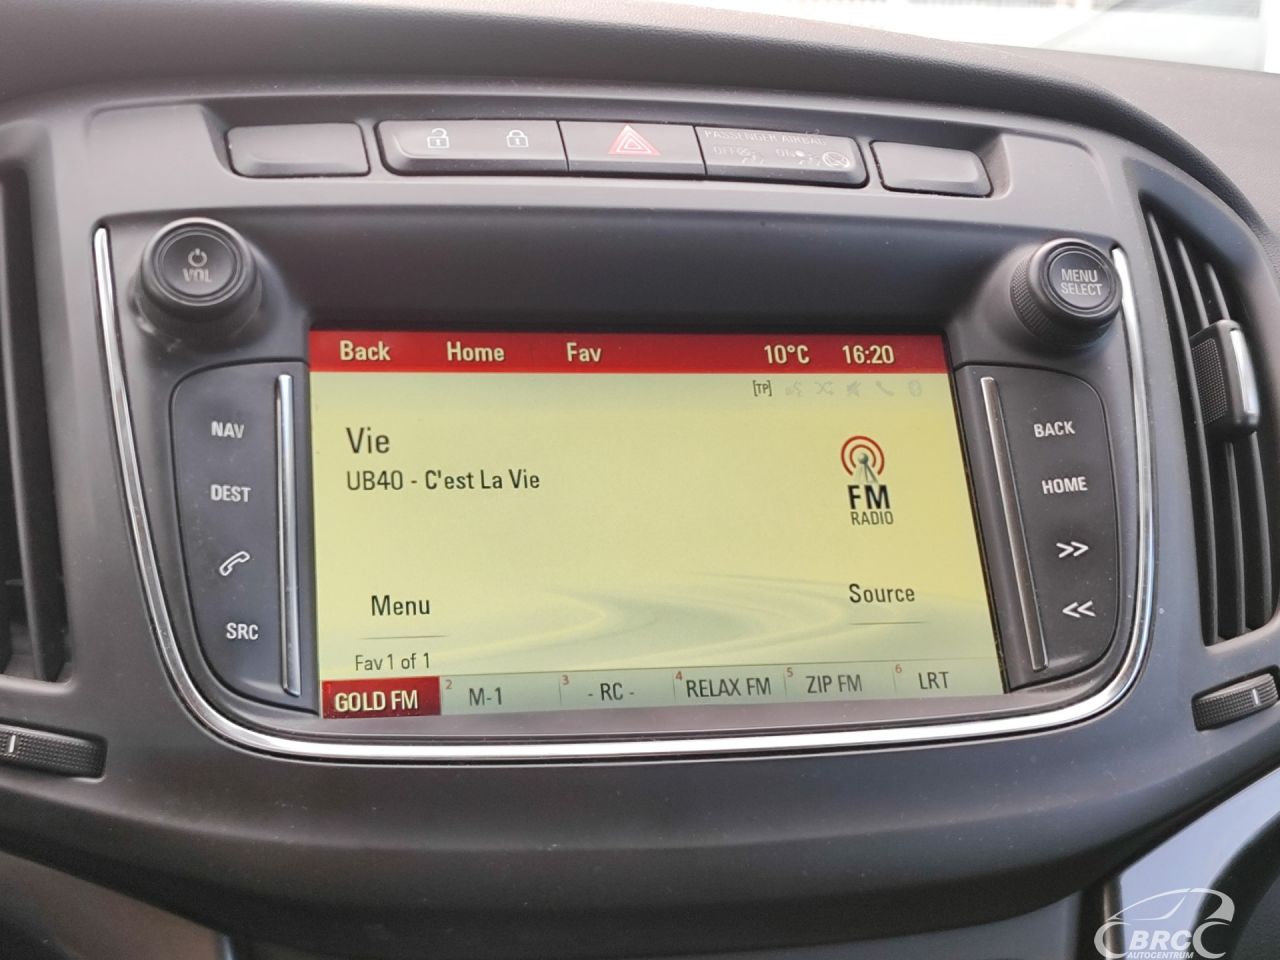 PASSENGER AIRBAG
OFF ON
VOL
MENU
SELECT
Back Home Fav 10°C 16:20
[TP]
NAV
DEST
SRC
Vie
UB40 - C'est La Vie
FM
RADIO
Menu
Source
Fav 1 of 1
GOLD FM 2 M-1 3 - RC - 4 RELAX FM 5 ZIP FM 6 LRT
BACK
HOME
>>
<<
BRC
AUTOCENTRUM